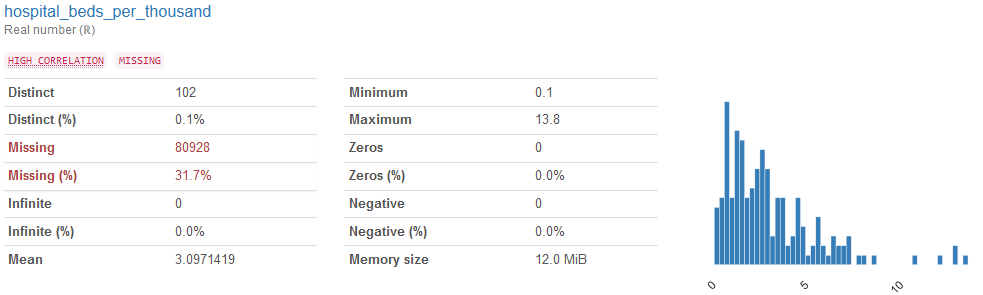 hospital_beds_per_thousand
Real number (ℝ)
HIGH CORRELATION MISSING
Distinct 102
Distinct (%) 0.1%
Missing 80928
Missing (%) 31.7%
Infinite 0
Infinite (%) 0.0%
Mean 3.0971419
Minimum 0.1
Maximum 13.8
Zeros 0
Zeros (%) 0.0%
Negative 0
Negative (%) 0.0%
Memory size 12.0 MiB
0 5 10